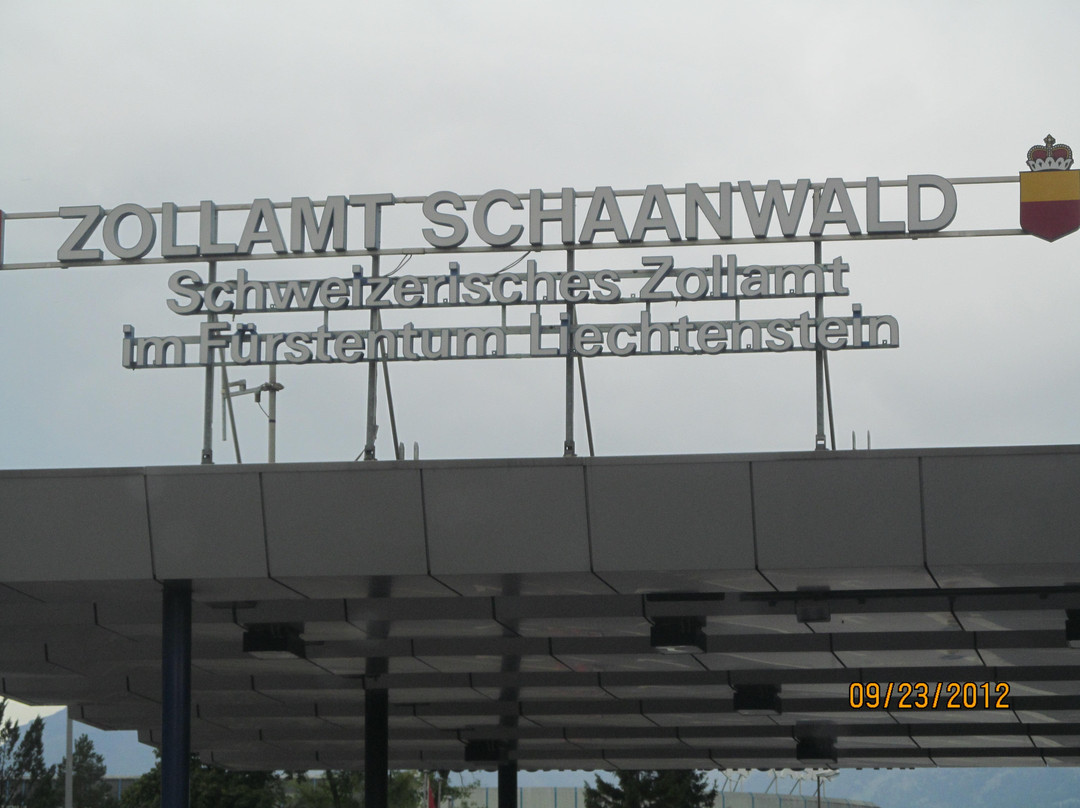 ZOLLAMT SCHAANWALD
Schweizerisches Zollamt
im Fürstentum Liechtenstein
09/23/2012